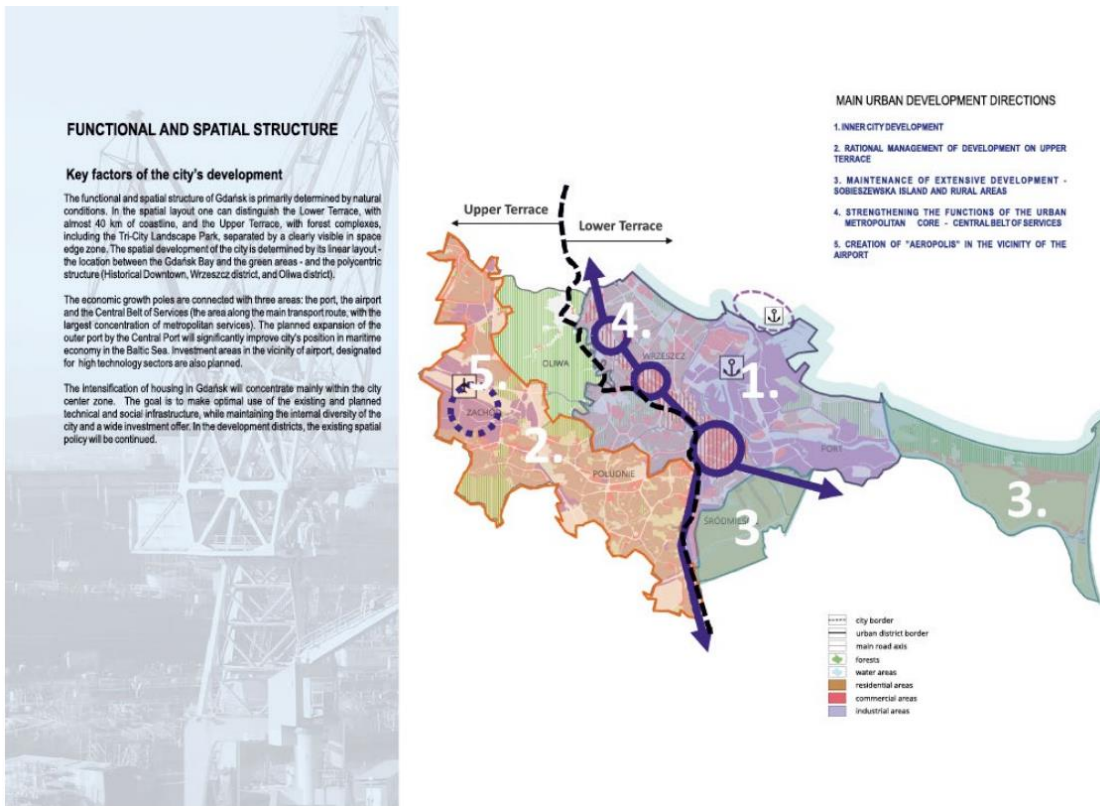 FUNCTIONAL AND SPATIAL STRUCTURE
Key factors of the city's development
The functional and spatial structure of Gdańsk is primarily determined by natural
conditions. In the spatial layout one can distinguish the Lower Terrace, with
almost 40 km of coastline, and the Upper Terrace, with forest complexes,
including the Tri-City Landscape Park, separated by a clearly visible in space
edge zone. The spatial development of the city is determined by its linear layout -
the location between the Gdańsk Bay and the green areas - and the polycentric
structure (Historical Downtown, Wrzeszcz district, and Oliwa district).
The economic growth poles are connected with three areas: the port, the airport
and the Central Belt of Services (the area along the main transport route, with the
largest concentration of metropolitan services). The planned expansion of the
outer port by the Central Port will significantly improve city's position in maritime
economy in the Baltic Sea. Investment areas in the vicinity of airport, designated
for high technology sectors are also planned.
The intensification of housing in Gdańsk will concentrate mainly within the city
center zone. The goal is to make optimal use of the existing and planned
technical and social infrastructure, while maintaining the internal diversity of the
city and a wide investment offer. In the development districts, the existing spatial
policy will be continued.
MAIN URBAN DEVELOPMENT DIRECTIONS
1. INNER CITY DEVELOPMENT
2. RATIONAL MANAGEMENT OF DEVELOPMENT ON UPPER
TERRACE
3. MAINTENANCE OF EXTENSIVE DEVELOPMENT -
SOBIESZEWSKA ISLAND AND RURAL AREAS
4. STRENGTHENING THE FUNCTIONS OF THE URBAN
METROPOLITAN CORE - CENTRAL BELT OF SERVICES
5. CREATION OF "AEROPOLIS" IN THE VICINITY OF THE
AIRPORT
Upper Terrace
Lower Terrace
4.
WRZESZCZ
OLIWA
5.
1.
ZACHÓD
2.
PORT
POŁUDNIE
3.
ŚRÓDMIEŚCIE
3
city border
urban district border
main road axis
forests
water areas
residential areas
commercial areas
industrial areas